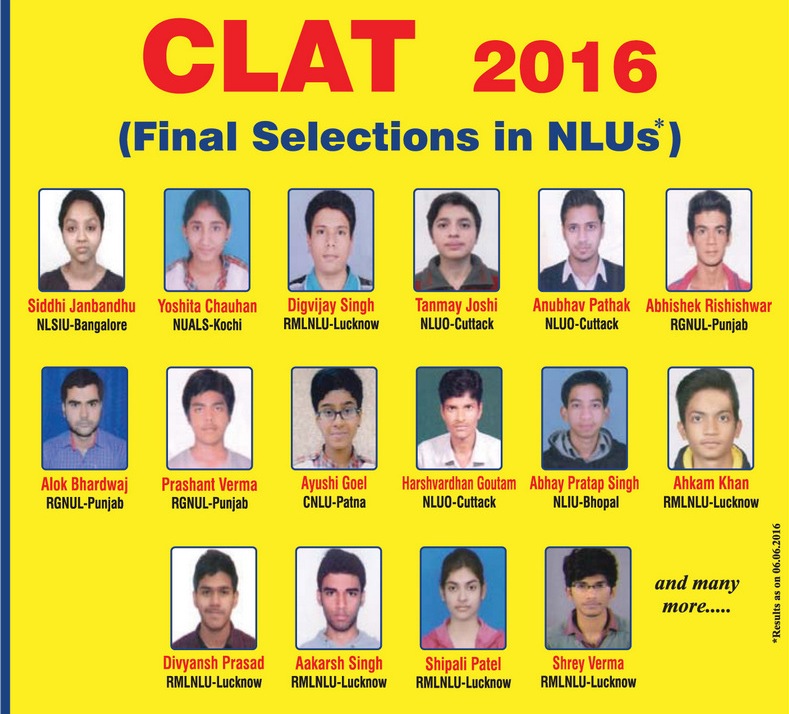 CLAT 2016
(Final Selections in NLUs*)
Siddhi Janbandhu
NLSIU-Bangalore
Yoshita Chauhan
NUALS-Kochi
Digvijay Singh
RMLNLU-Lucknow
Tanmay Joshi
NLUO-Cuttack
Anubhav Pathak
NLUO-Cuttack
Abhishek Rishishwar
RGNUL-Punjab
Alok Bhardwaj
RGNUL-Punjab
Prashant Verma
RGNUL-Punjab
Ayushi Goel
CNLU-Patna
Harshvardhan Goutam
NLUO-Cuttack
Abhay Pratap Singh
NLIU-Bhopal
Ahkam Khan
RMLNLU-Lucknow
Divyansh Prasad
RMLNLU-Lucknow
Aakarsh Singh
RMLNLU-Lucknow
Shipali Patel
RMLNLU-Lucknow
Shrey Verma
RMLNLU-Lucknow
and many
more.....
*Results as on 06.06.2016